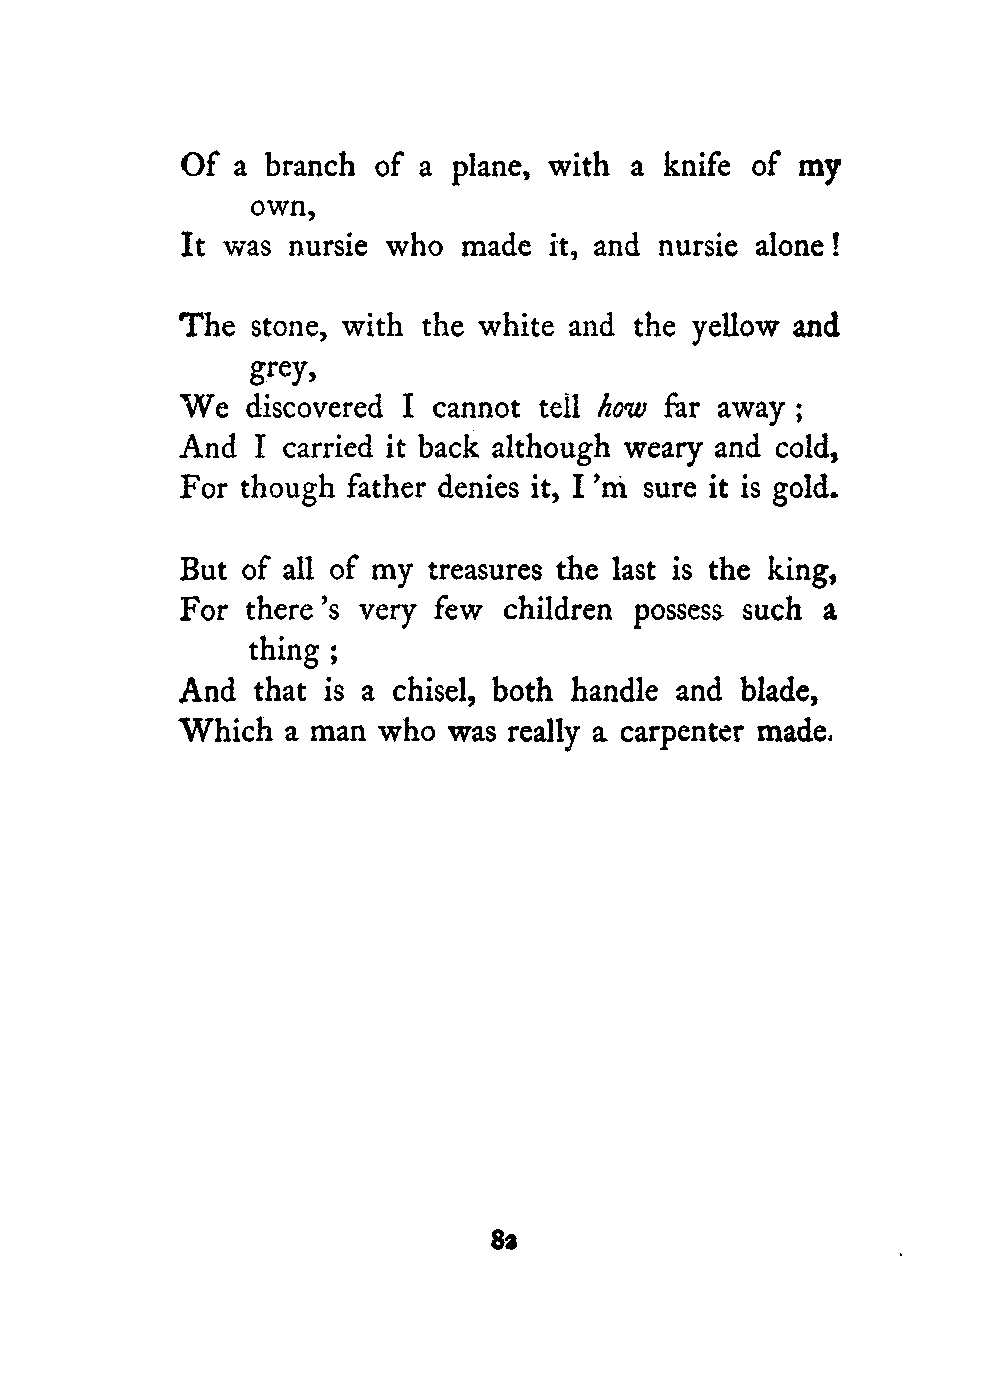 Of a branch of a plane, with a knife of my
own,
It was nursie who made it, and nursie alone!
The stone, with the white and the yellow and
grey,
We discovered I cannot tell how far away ;
And I carried it back although weary and cold,
For though father denies it, I 'm sure it is gold.
But of all of my treasures the last is the king,
For there 's very few children possess such a
thing ;
And that is a chisel, both handle and blade,
Which a man who was really a carpenter made.
82